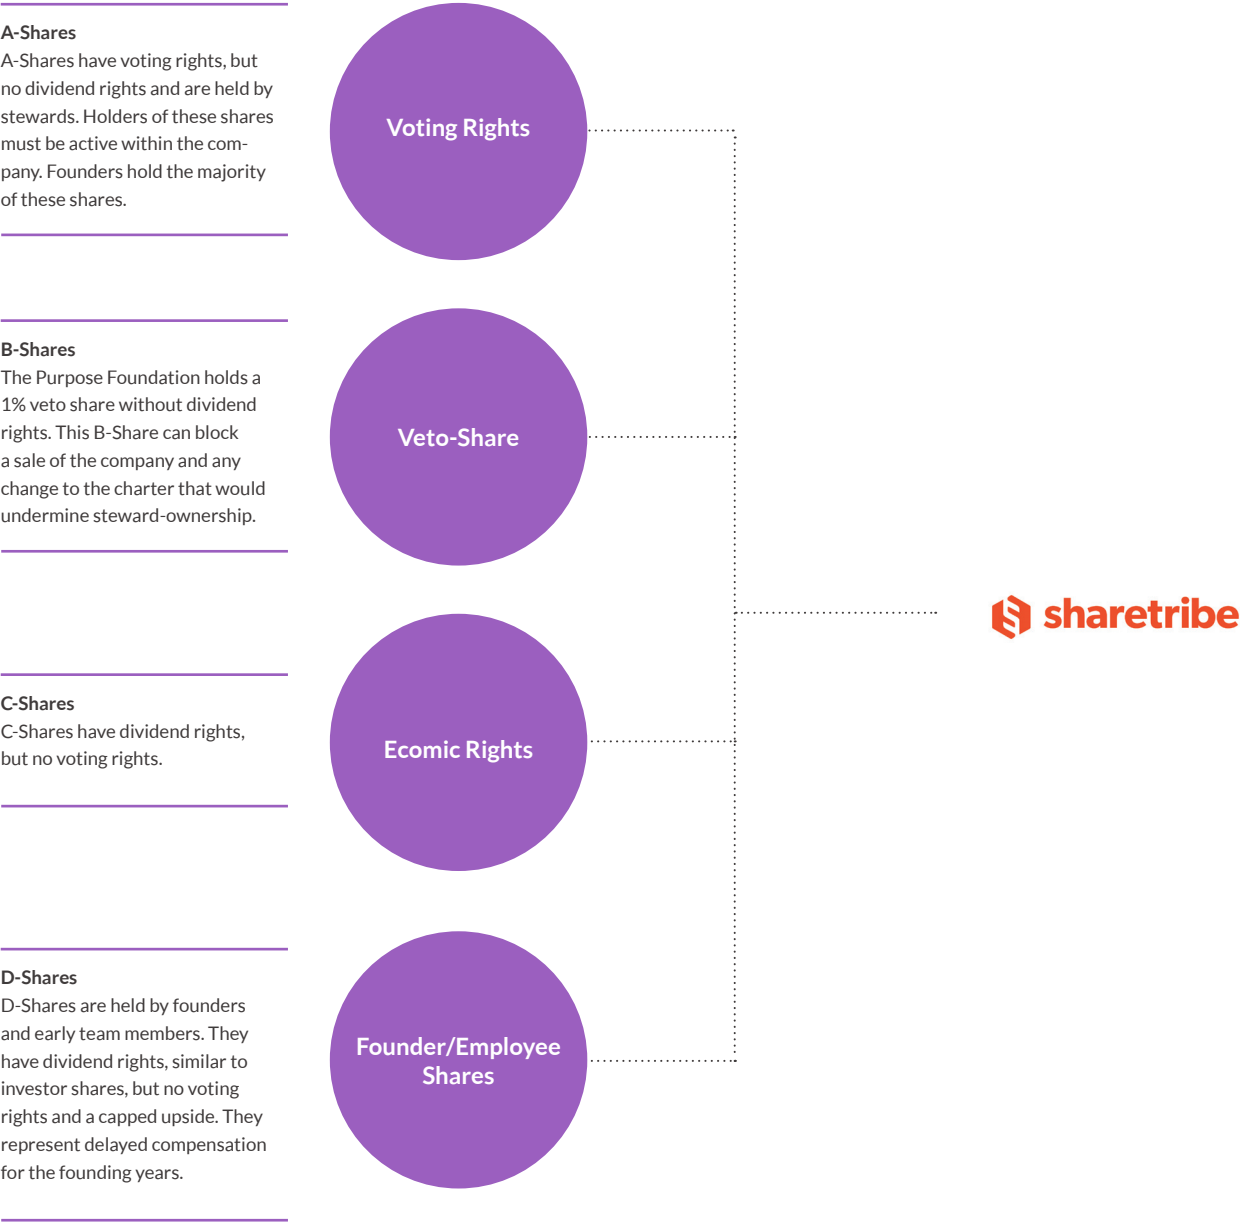 A-Shares
A-Shares have voting rights, but
no dividend rights and are held by
stewards. Holders of these shares
must be active within the com-
pany. Founders hold the majority
of these shares.
Voting Rights
B-Shares
The Purpose Foundation holds a
1% veto share without dividend
rights. This B-Share can block
a sale of the company and any
change to the charter that would
undermine steward-ownership.
Veto-Share
sharetribe
C-Shares
C-Shares have dividend rights,
but no voting rights.
Ecomic Rights
D-Shares
D-Shares are held by founders
and early team members. They
have dividend rights, similar to
investor shares, but no voting
rights and a capped upside. They
represent delayed compensation
for the founding years.
Founder/Employee
Shares